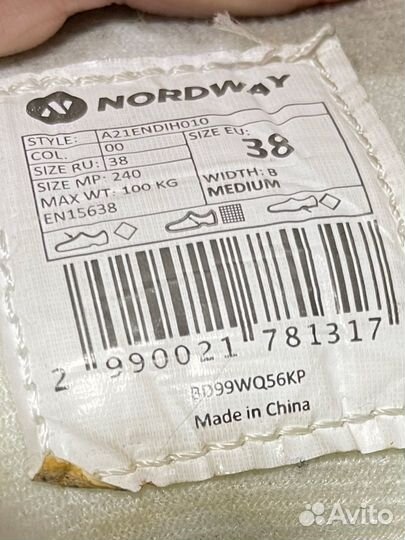 NORDWAY
STYLE: A21ENDIH010
COL. 00
SIZE RU: 38
SIZE MP: 240
MAX WT: 100 KG
EN15638
SIZE EU:
38
WIDTH: B
MEDIUM
2 990021 781317
BD99WQ56KP
Made in China
Avito